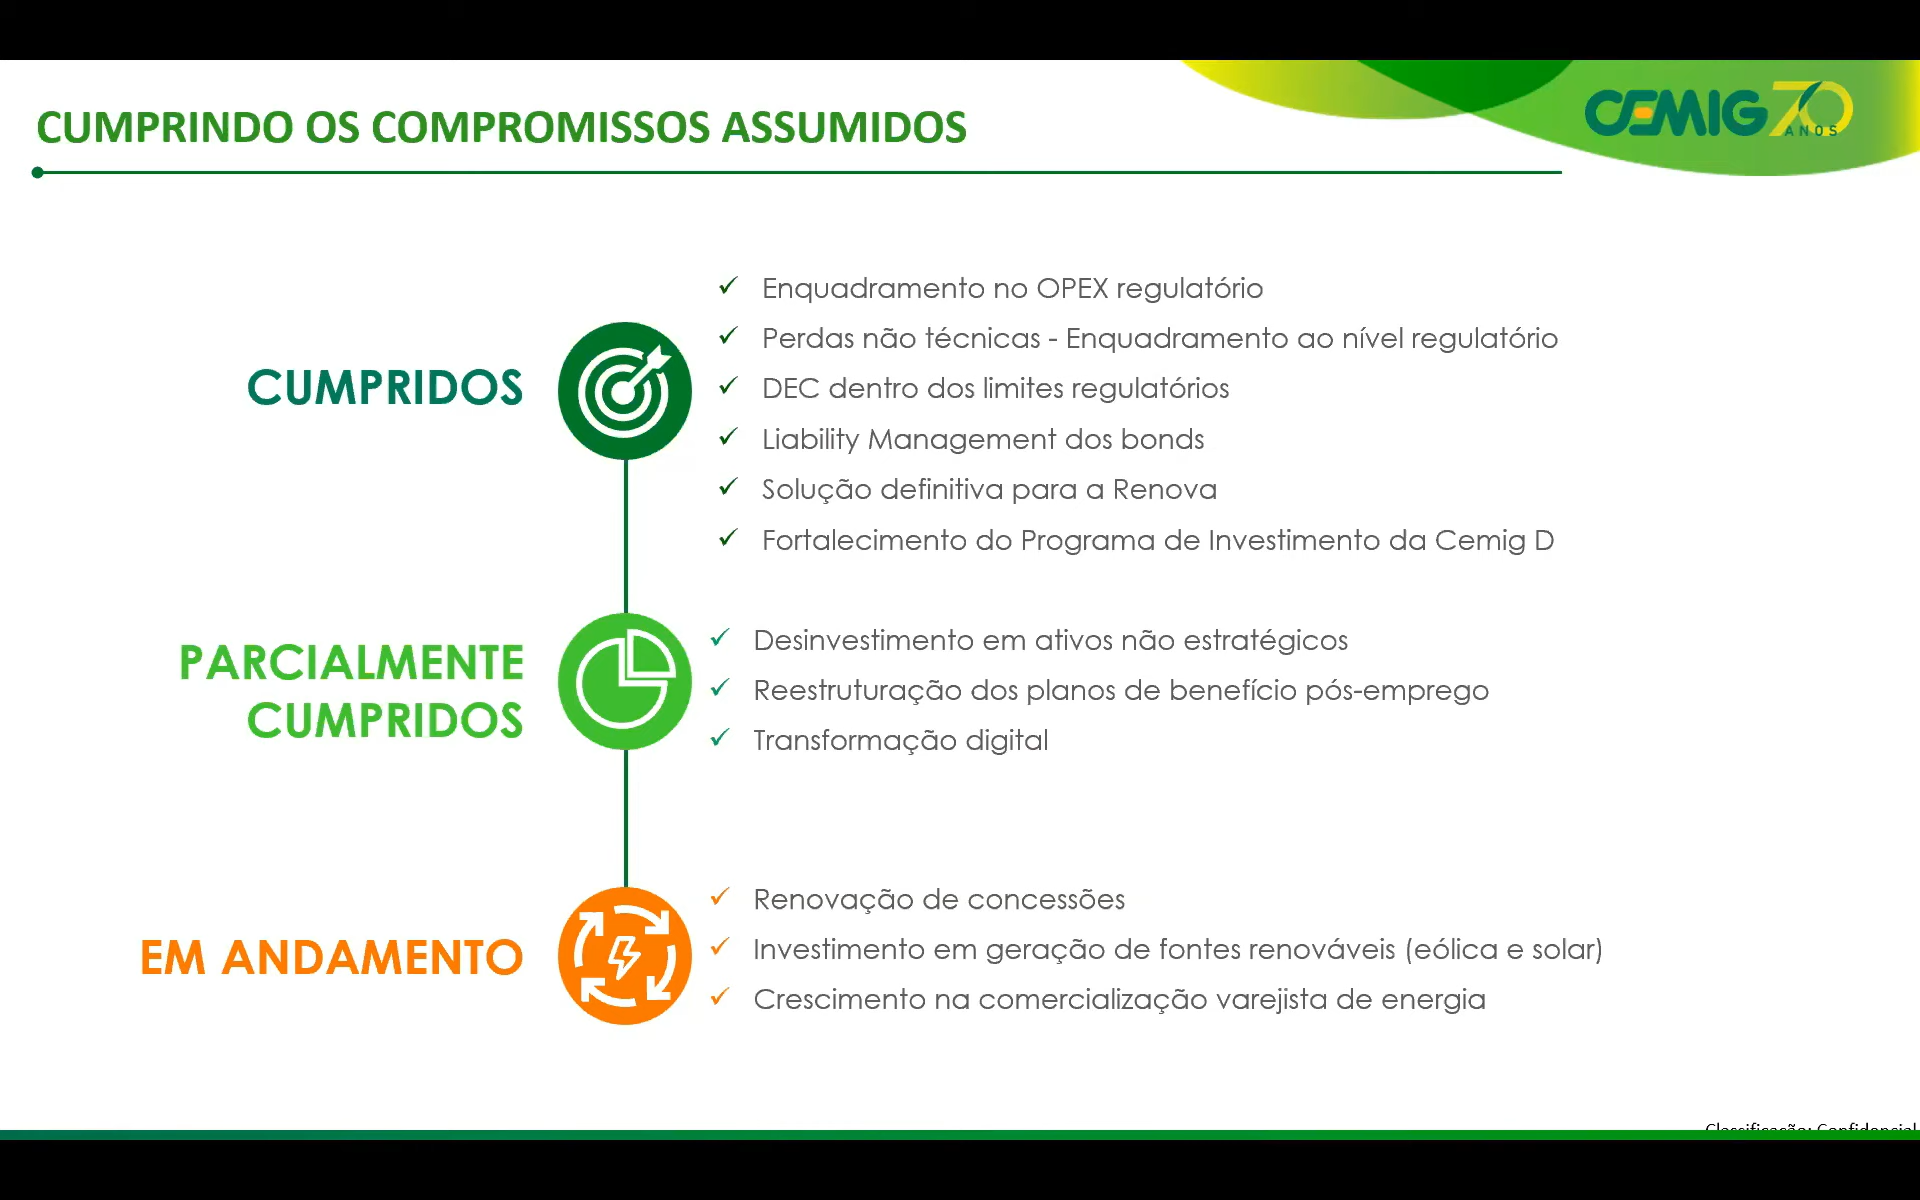 CUMPRINDO OS COMPROMISSOS ASSUMIDOS
CEMIG 70
ANOS
CUMPRIDOS
Enquadramento no OPEX regulatório
Perdas não técnicas - Enquadramento ao nível regulatório
DEC dentro dos limites regulatórios
Liability Management dos bonds
Solução definitiva para a Renova
Fortalecimento do Programa de Investimento da Cemig D
PARCIALMENTE
CUMPRIDOS
Desinvestimento em ativos não estratégicos
Reestruturação dos planos de benefício pós-emprego
Transformação digital
EM ANDAMENTO
Renovação de concessões
Investimento em geração de fontes renováveis (eólica e solar)
Crescimento na comercialização varejista de energia
Classificação: Confidencial